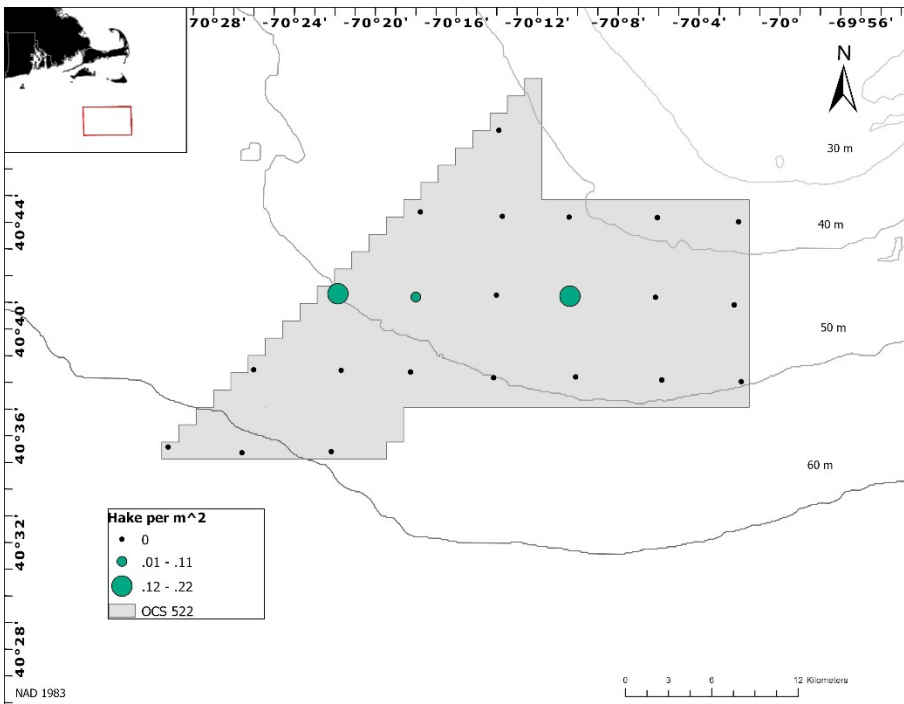 -70°28' -70°24' -70°20' -70°16' -70°12' -70°8' -70°4' -70° -69°56'
N
30 m
40°44'
40 m
40°40'
50 m
40°36'
60 m
40°32'
Hake per m^2
0
.01 - .11
.12 - .22
OCS 522
40°28'
NAD 1983
0 3 6 12 Kilometers